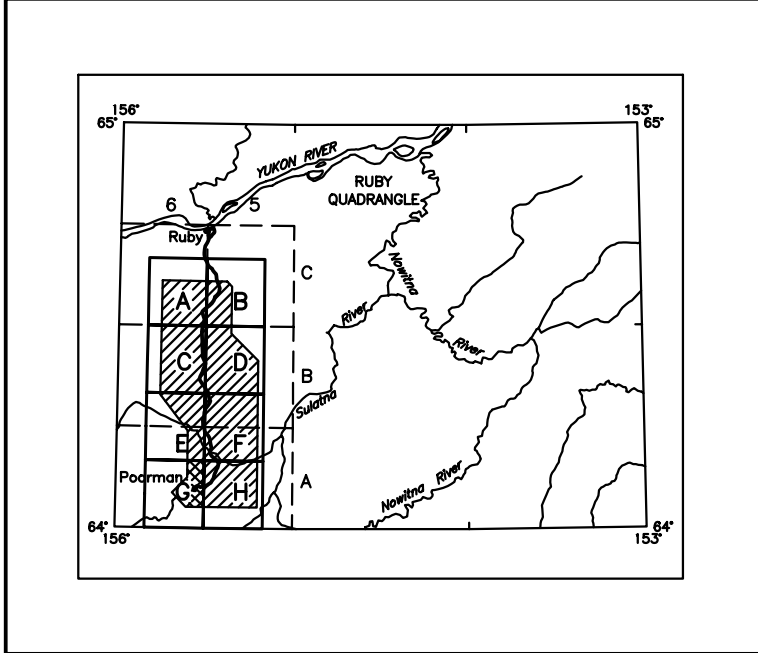 156°
153°
65°
65°
YUKON RIVER
RUBY
QUADRANGLE
6
5
Ruby
Nowitna
C
A
B
River
River
C
D
B
Sulatna
E
F
Poorman
G
H
A
Nowitna River
64°
64°
156°
153°